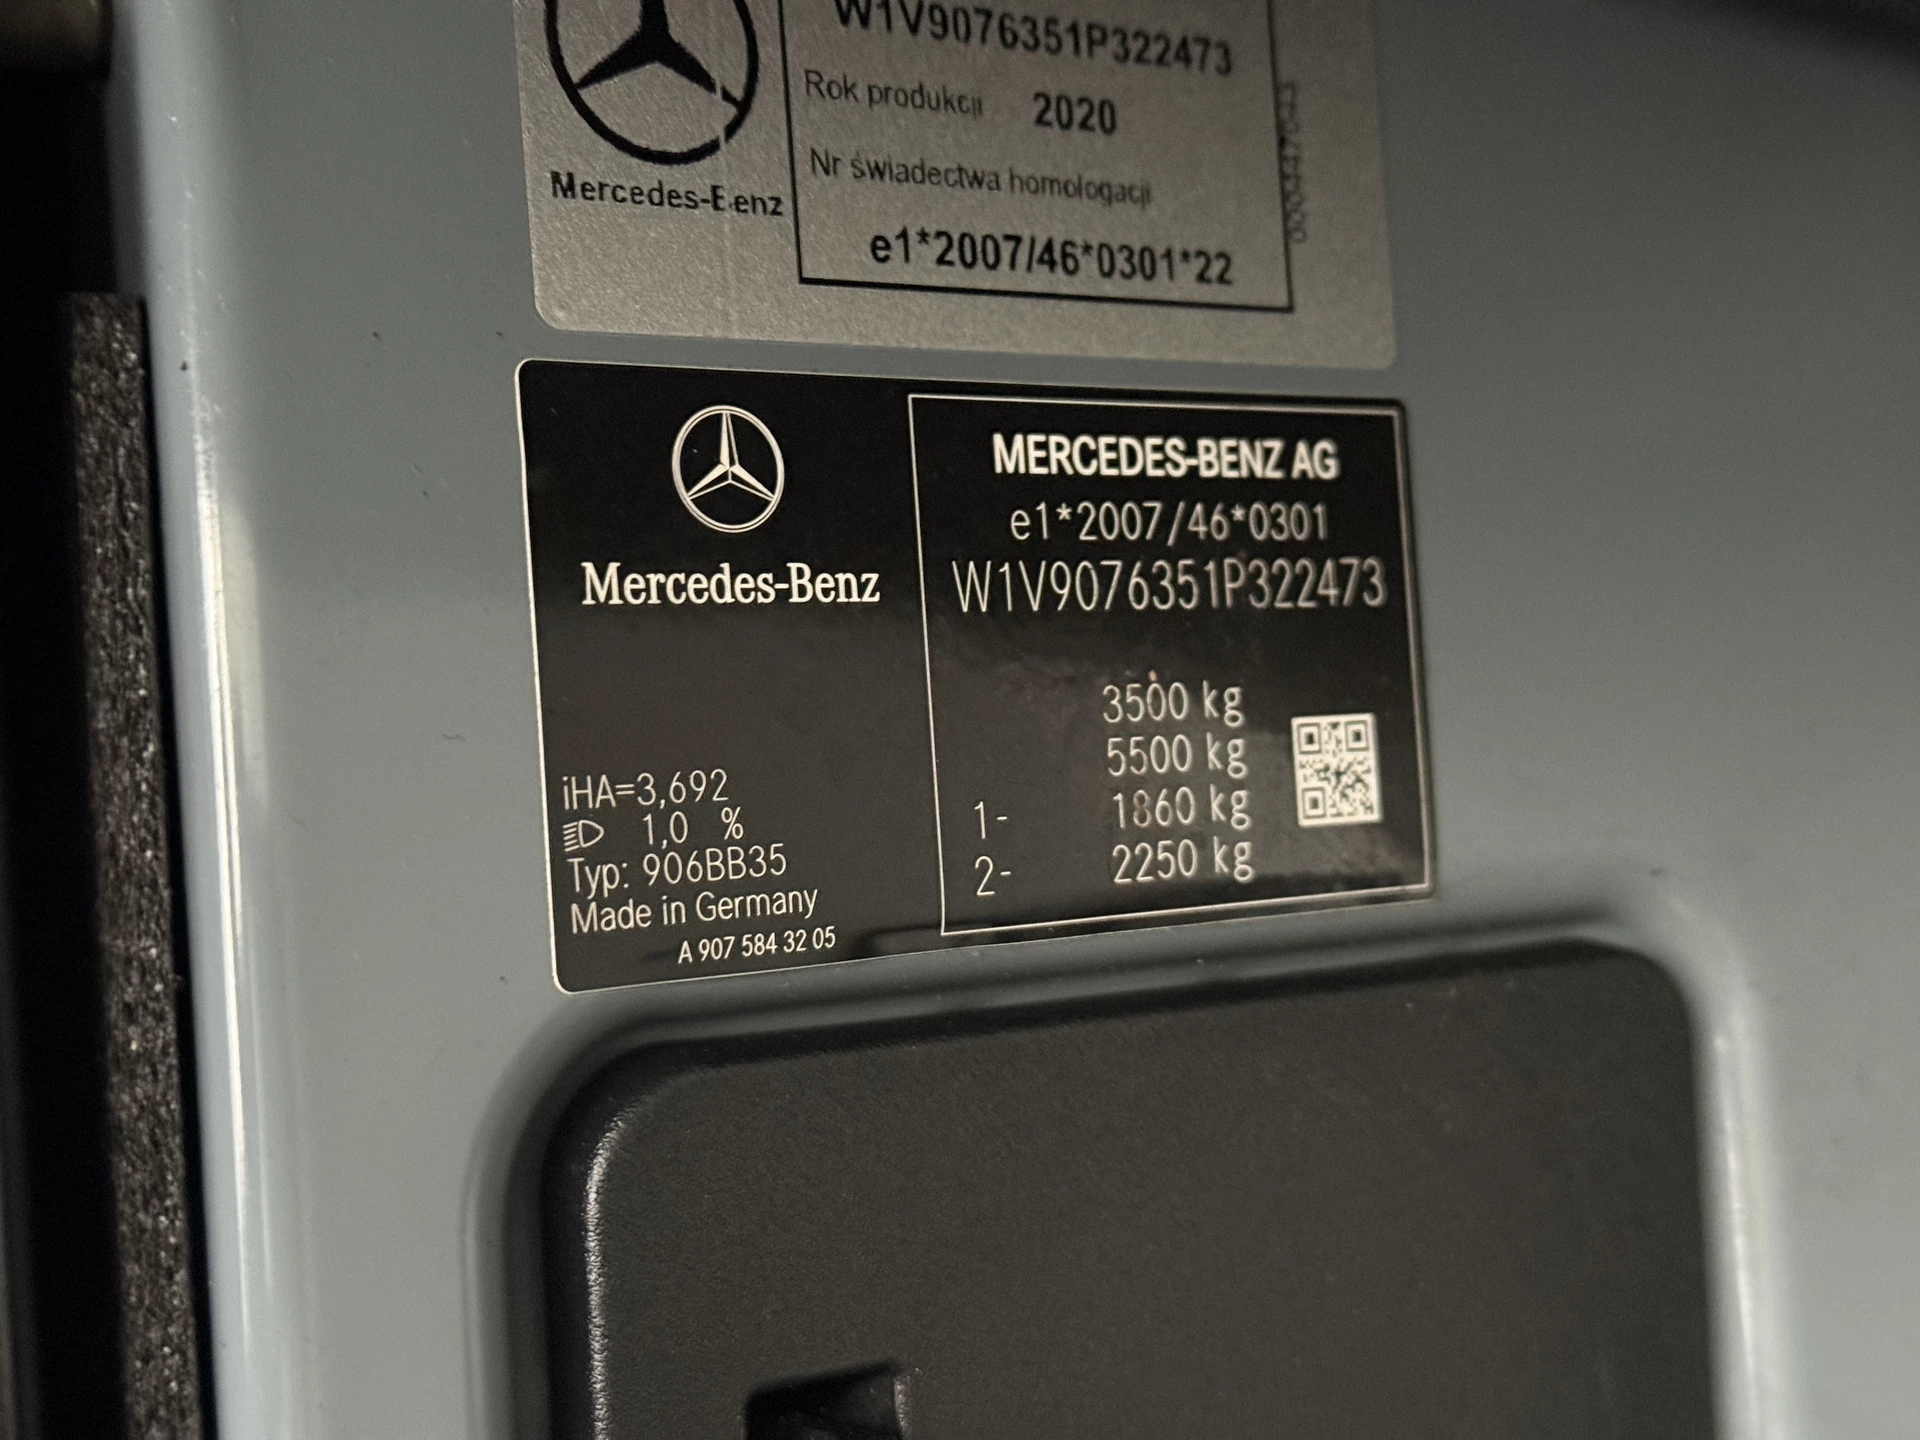 W1V9076351P322473
Rok produkcji 2020
Nr świadectwa homologacji
e1*2007/46*0301*22
Mercedes-Benz
MERCEDES-BENZ AG
e1*2007/46*0301
W1V9076351P322473
3500 kg
5500 kg
1- 1860 kg
2- 2250 kg
Mercedes-Benz
iHA=3,692
1,0 %
Typ: 906BB35
Made in Germany
A 907 584 32 05